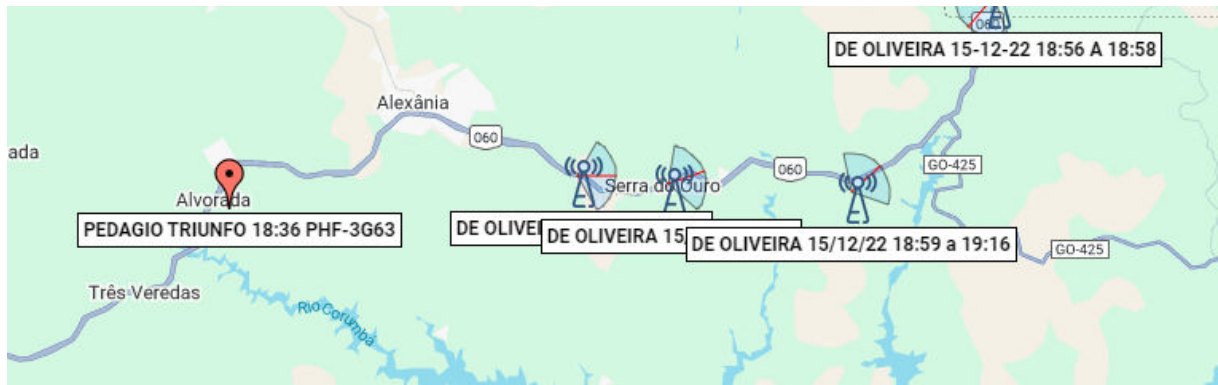 060
DE OLIVEIRA 15-12-22 18:56 A 18:58
Alexânia
060
ada
GO-425
060
Serra do Ouro
Alvorada
PEDAGIO TRIUNFO 18:36 PHF-3G63
DE OLIVEI
DE OLIVEIRA 15/
DE OLIVEIRA 15/12/22 18:59 a 19:16
GO-425
Três Veredas
Rio Corumbá